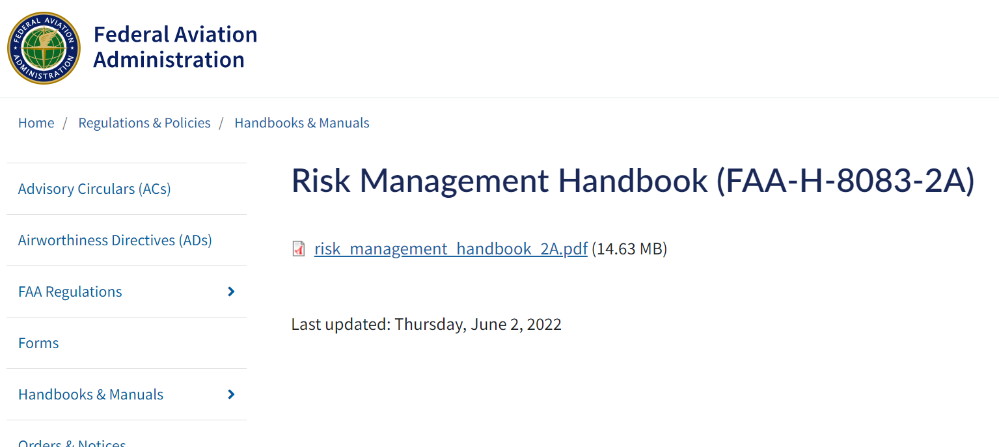 FEDERAL AVIATION
ADMINISTRATION
Federal Aviation
Administration
Home / Regulations & Policies / Handbooks & Manuals
Advisory Circulars (ACs)
Airworthiness Directives (ADs)
FAA Regulations
Forms
Handbooks & Manuals
Orders & Notices
Risk Management Handbook (FAA-H-8083-2A)
risk_management_handbook_2A.pdf (14.63 MB)
Last updated: Thursday, June 2, 2022